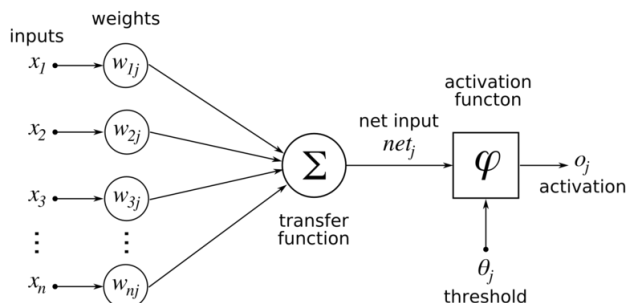 inputs
weights
x1
w1j
x2
w2j
x3
w3j
⋮
⋮
xn
wnj
Σ
transfer
function
net input
netj
activation
functon
φ
oj
activation
θj
threshold